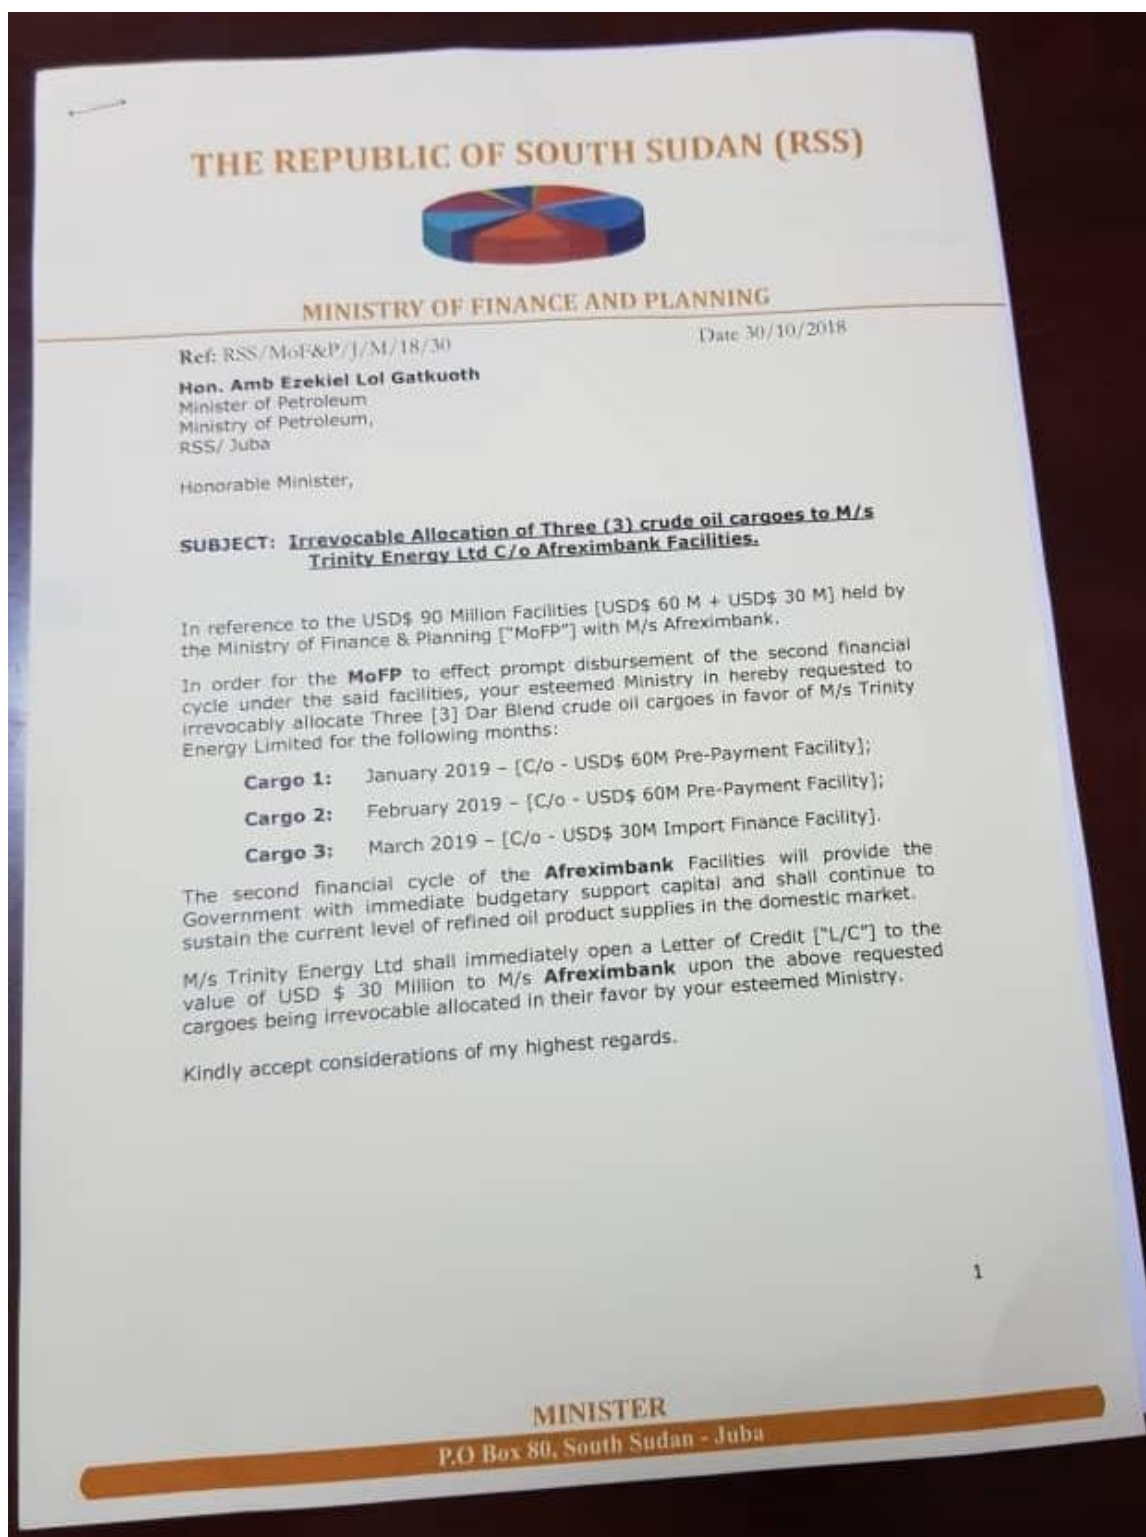 THE REPUBLIC OF SOUTH SUDAN (RSS)
MINISTRY OF FINANCE AND PLANNING
Ref: RSS/MoF&P/J/M/18/30
Date 30/10/2018
Hon. Amb Ezekiel Lol Gatkuoth
Minister of Petroleum
Ministry of Petroleum,
RSS/ Juba
Honorable Minister,
SUBJECT: Irrevocable Allocation of Three (3) crude oil cargoes to M/s
Trinity Energy Ltd C/o Afreximbank Facilities.
In reference to the USD$ 90 Million Facilities [USD$ 60 M + USD$ 30 M] held by
the Ministry of Finance & Planning ["MoFP"] with M/s Afreximbank.
In order for the MoFP to effect prompt disbursement of the second financial
cycle under the said facilities, your esteemed Ministry in hereby requested to
irrevocably allocate Three [3] Dar Blend crude oil cargoes in favor of M/s Trinity
Energy Limited for the following months:
Cargo 1: January 2019 – [C/o - USD$ 60M Pre-Payment Facility];
Cargo 2: February 2019 – [C/o - USD$ 60M Pre-Payment Facility];
Cargo 3: March 2019 – [C/o - USD$ 30M Import Finance Facility].
The second financial cycle of the Afreximbank Facilities will provide the
Government with immediate budgetary support capital and shall continue to
sustain the current level of refined oil product supplies in the domestic market.
M/s Trinity Energy Ltd shall immediately open a Letter of Credit ["L/C"] to the
value of USD $ 30 Million to M/s Afreximbank upon the above requested
cargoes being irrevocable allocated in their favor by your esteemed Ministry.
Kindly accept considerations of my highest regards.
1
MINISTER
P.O Box 80, South Sudan - Juba